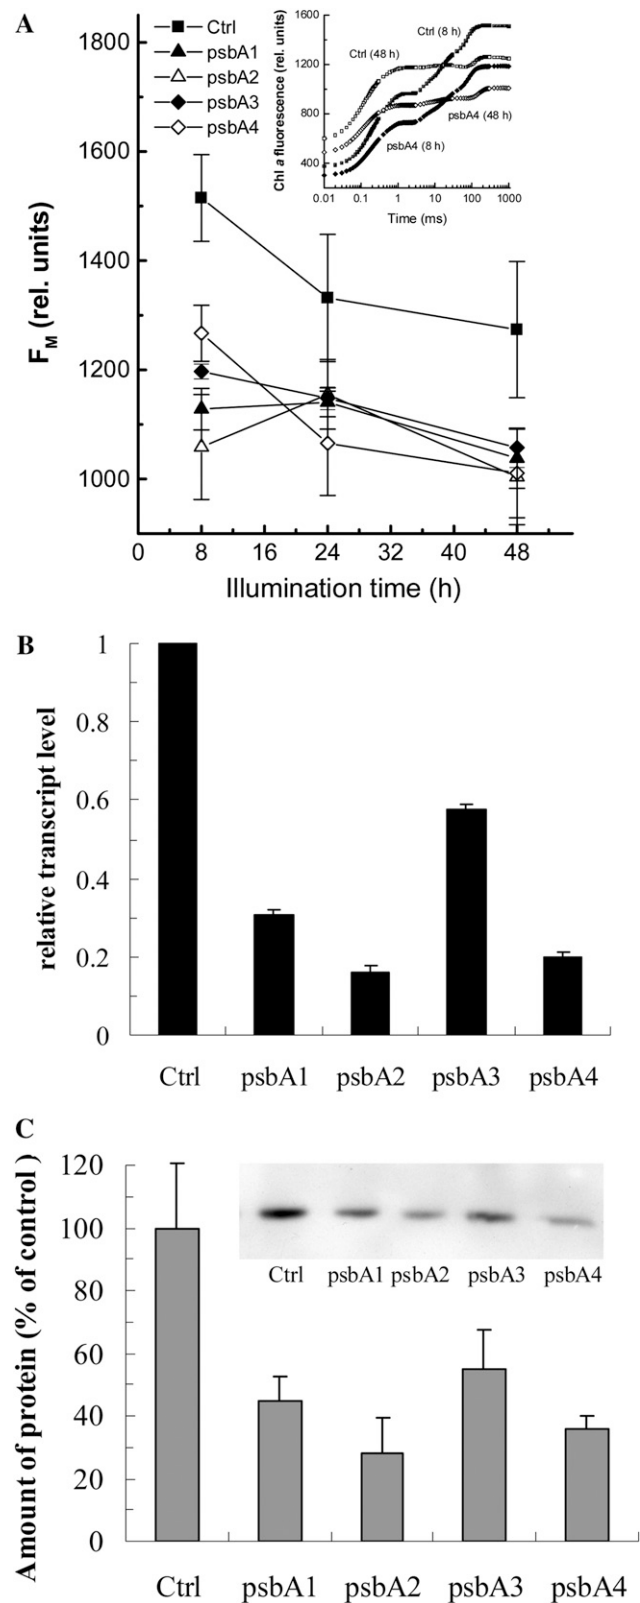 A
Ctrl
psbA1
psbA2
psbA3
psbA4
F_M (rel. units)
1800
1600
1400
1200
1000
0 8 16 24 32 40 48
Illumination time (h)
Chl a fluorescence (rel. units)
1600
1200
800
400
Ctrl (8 h)
Ctrl (48 h)
psbA4 (48 h)
psbA4 (8 h)
0.01 0.1 1 10 100 1000
Time (ms)
B
relative transcript level
1
0.8
0.6
0.4
0.2
0
Ctrl psbA1 psbA2 psbA3 psbA4
C
Amount of protein (% of control )
120
100
80
60
40
20
0
Ctrl psbA1 psbA2 psbA3 psbA4
Ctrl psbA1 psbA2 psbA3 psbA4